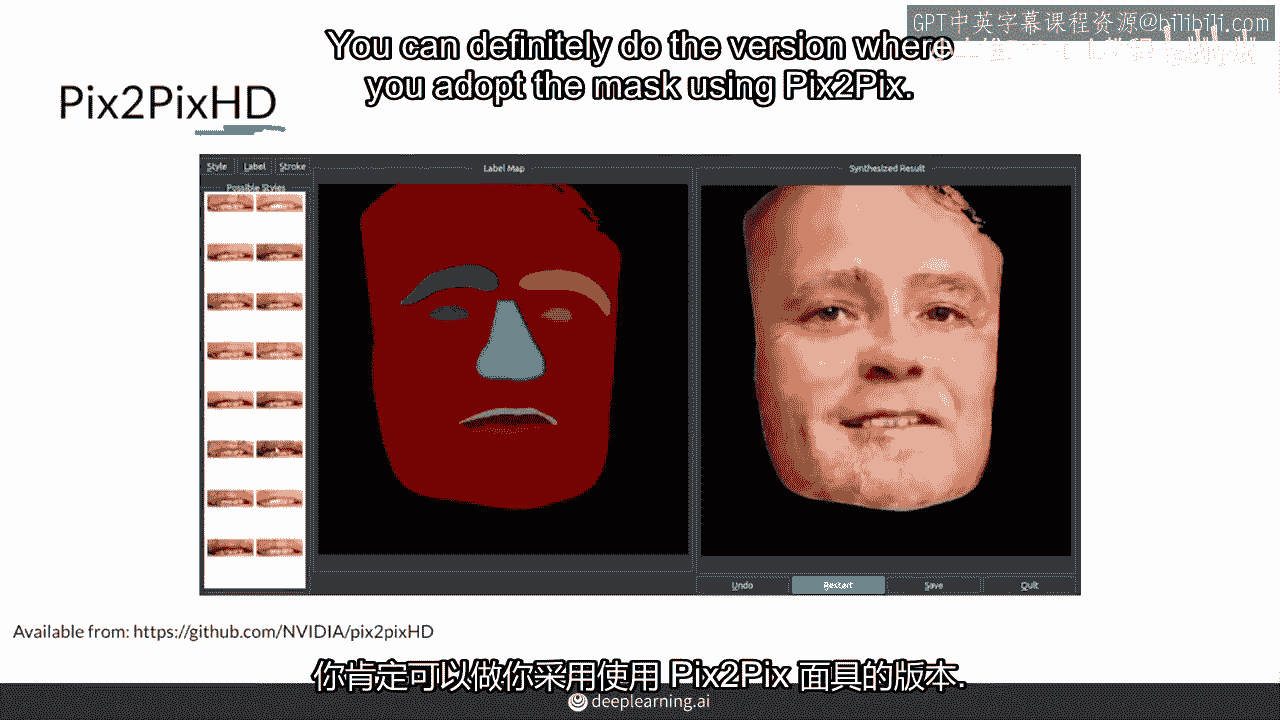 GPT中英字幕课程资源@bilibili.com
You can definitely do the version where
you adopt the mask using Pix2Pix.
Pix2PixHD
Style Label Stroke
Possible Styles
Label Map
Synthesized Result
Undo Restart Save Quit
Available from: https://github.com/NVIDIA/pix2pixHD
你肯定可以做你采用使用 Pix2Pix 面具的版本.
deeplearning.ai